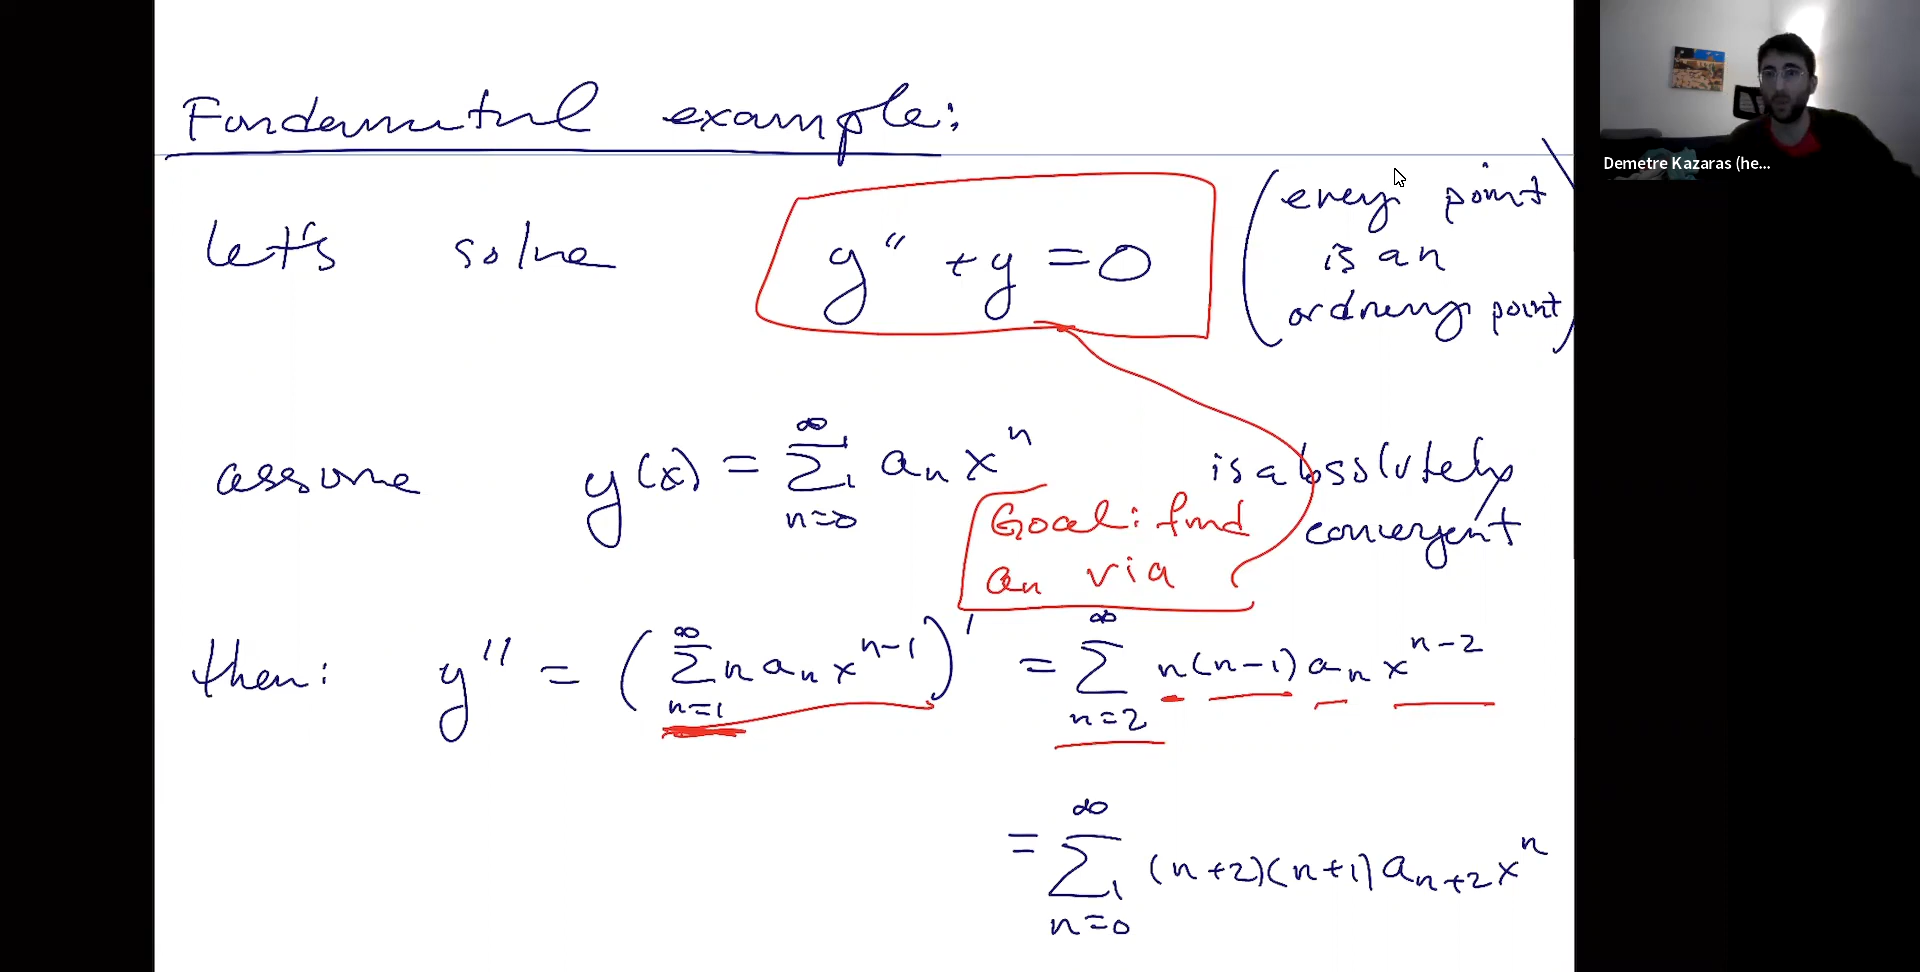 Fundamental example:
let's solve y'' + y = 0 (every point
is an
ordinary point)
assume y(x) = ∑_{n=0}^{∞} a_n x^n is absolutely
convergent
Goal: find
a_n via
then: y'' = (∑_{n=1}^{∞} n a_n x^{n-1})' = ∑_{n=2}^{∞} n(n-1) a_n x^{n-2}
= ∑_{n=0}^{∞} (n+2)(n+1) a_{n+2} x^n
Demetre Kazaras (he...